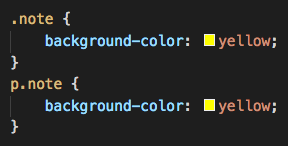 .note {
    background-color: yellow;
}
p.note {
    background-color: yellow;
}